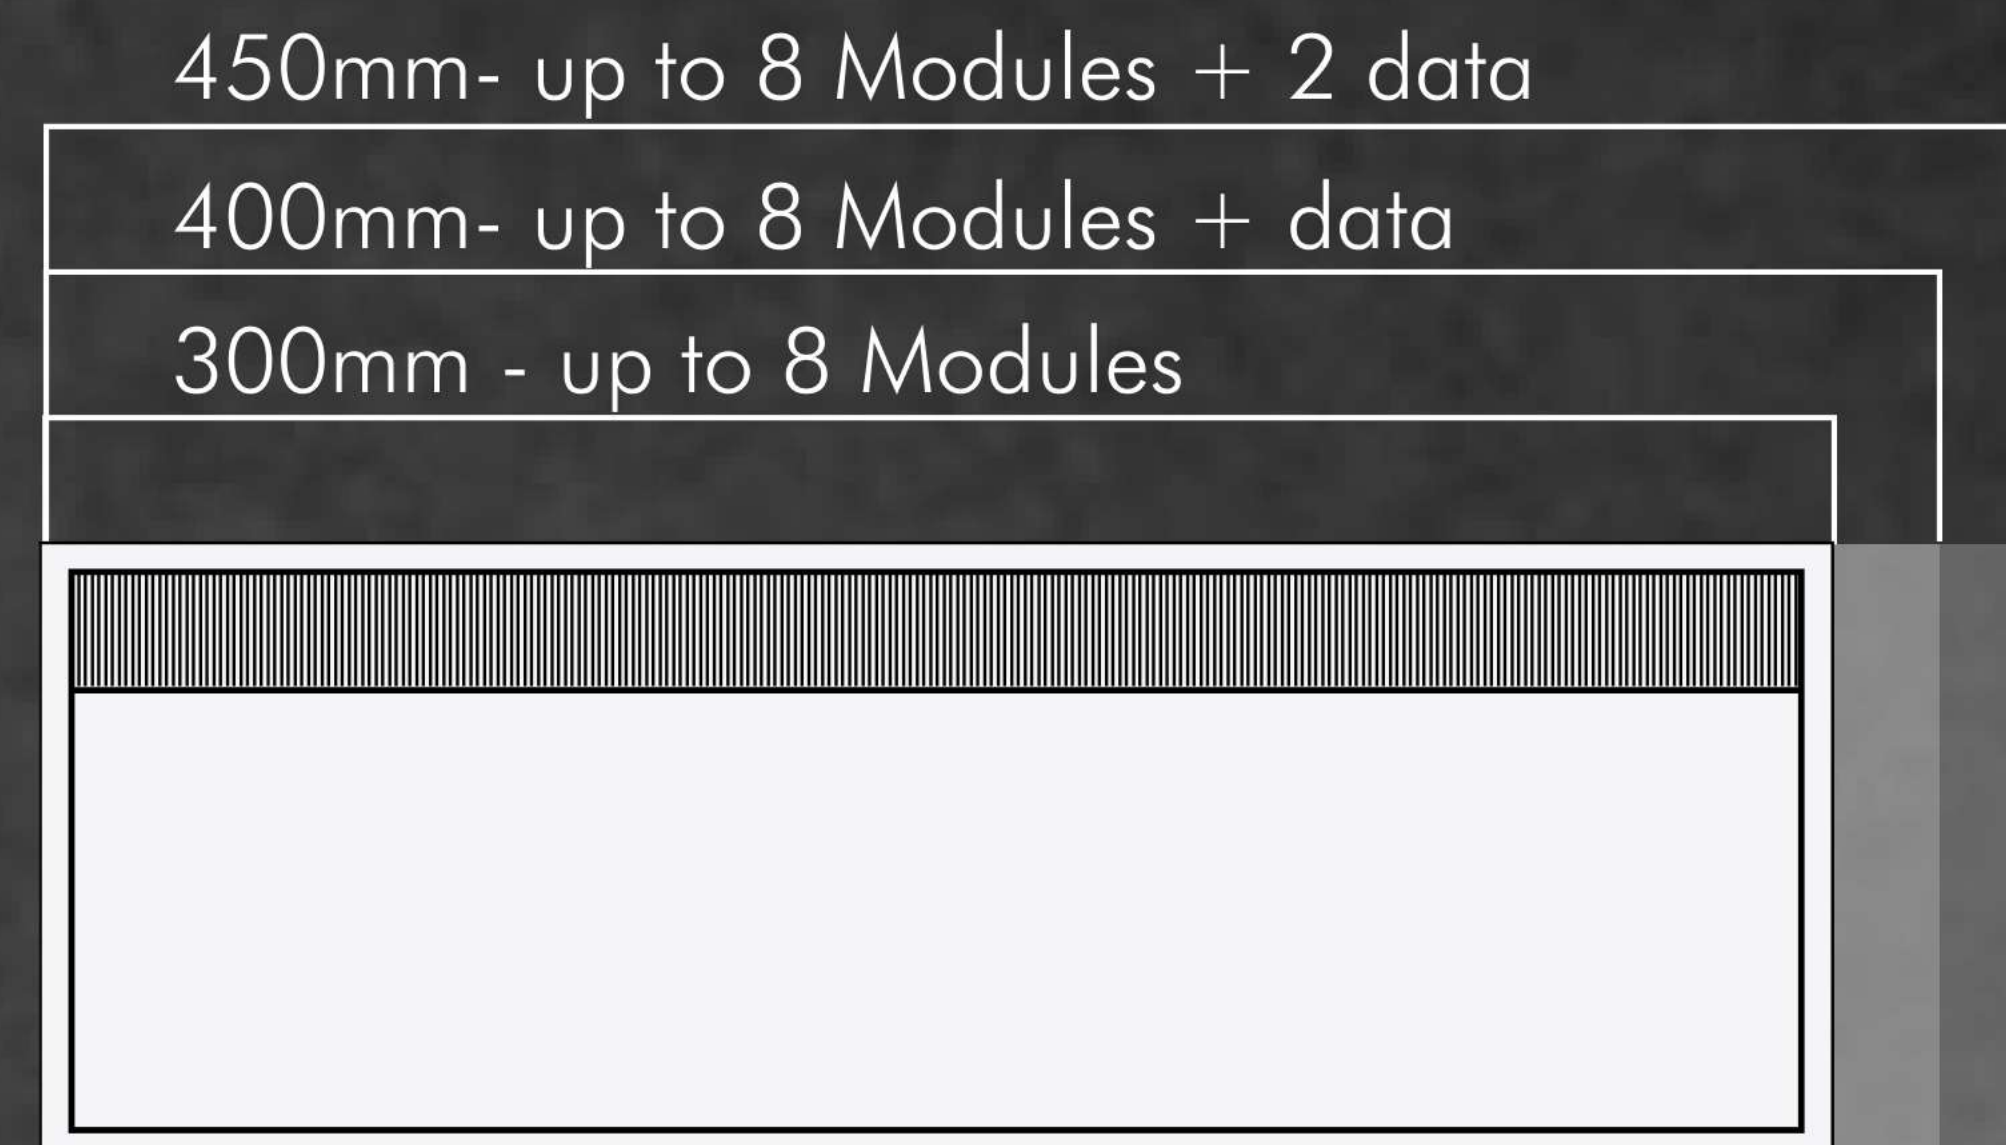 450mm- up to 8 Modules + 2 data
400mm- up to 8 Modules + data
300mm - up to 8 Modules